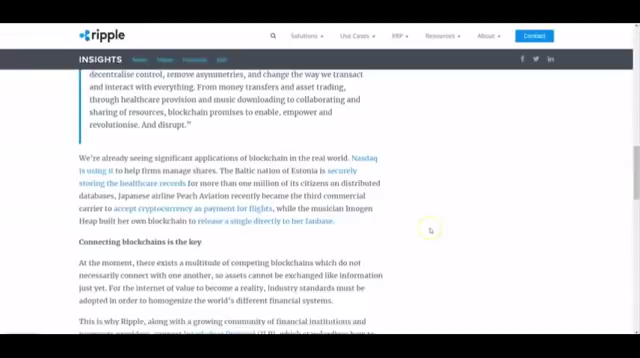 ripple
Solutions Use Cases XRP Resources About Contact
INSIGHTS News
decentralise control, remove asymmetries, and change the way we transact
and interact with everything. From money transfers and asset trading,
through healthcare provision and music downloading to collaborating and
sharing of resources, blockchain promises to enable, empower and
revolutionise. And disrupt.”
We're already seeing significant applications of blockchain in the real world. Nasdaq
is using it to help firms manage shares. The Baltic nation of Estonia is securely
storing the healthcare records for more than one million of its citizens on distributed
databases, Japanese airline Peach Aviation recently became the third commercial
carrier to accept cryptocurrency as payment for flights, while the musician Imogen
Heap built her own blockchain to release a single directly to her fanbase.
Connecting blockchains is the key
At the moment, there exists a multitude of competing blockchains which do not
necessarily connect with one another, so assets cannot be exchanged like information
just yet. For the internet of value to become a reality, industry standards must be
adopted in order to homogenize the world's different financial systems.
This is why Ripple, along with a growing community of financial institutions and